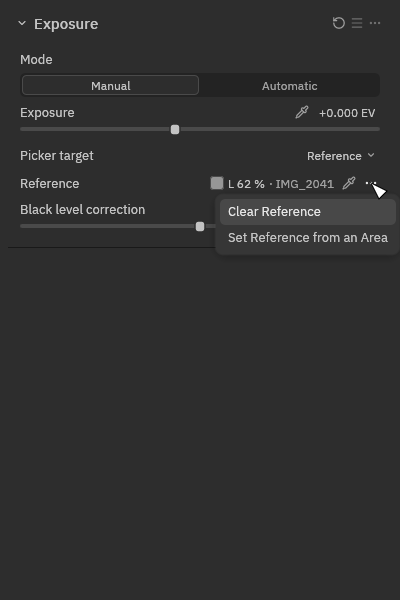 Exposure
Mode
Manual Automatic
Exposure +0.000 EV
Picker target Reference
Reference L 62 % · IMG_2041
Black level correction
Clear Reference
Set Reference from an Area